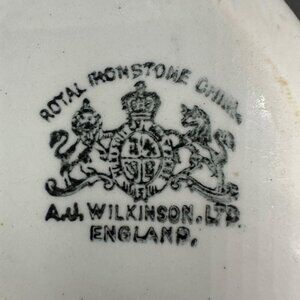 ROYAL IRONSTONE CHINA
A.J. WILKINSON. LTD
ENGLAND.